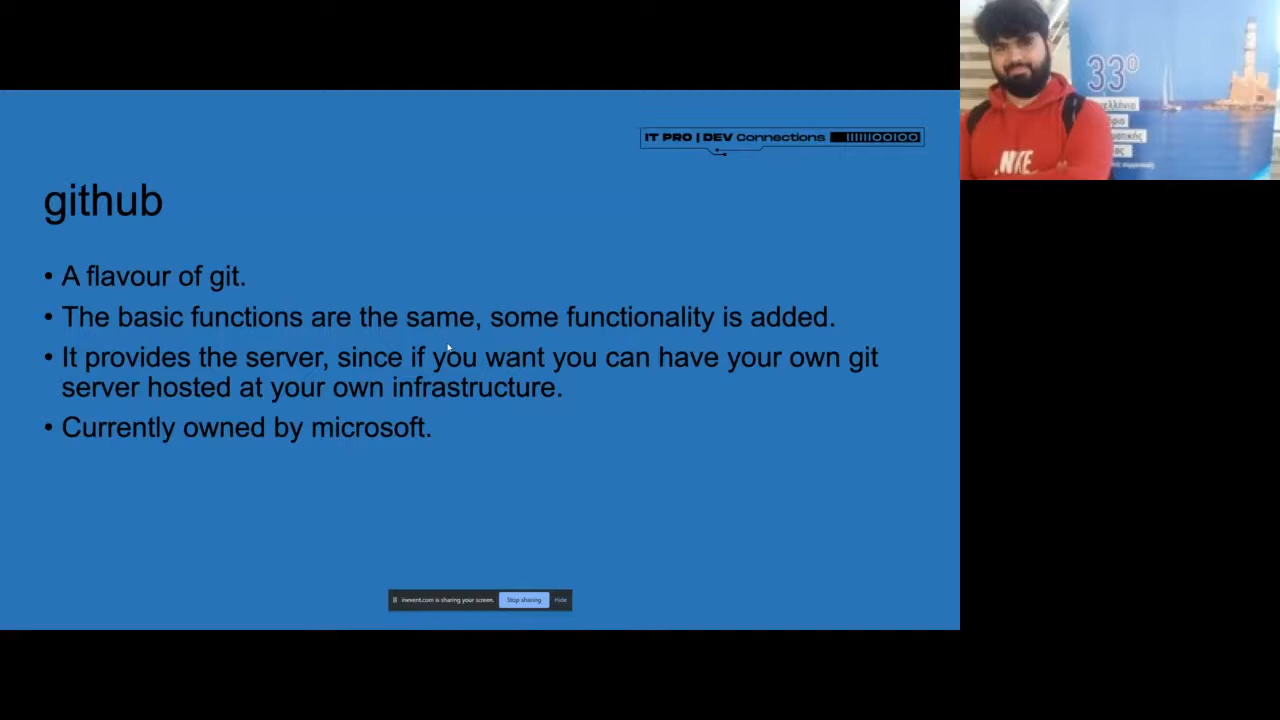 IT PRO | DEV Connections
github
• A flavour of git.
• The basic functions are the same, some functionality is added.
• It provides the server, since if you want you can have your own git
server hosted at your own infrastructure.
• Currently owned by microsoft.
inevent.com is sharing your screen. Stop sharing Hide
33º
NKE